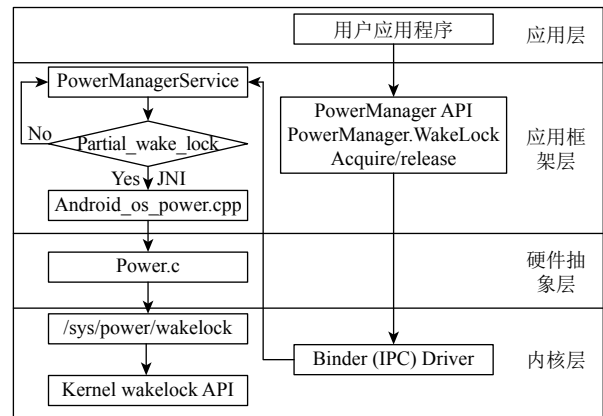 用户应用程序
应用层
PowerManagerService
PowerManager API
PowerManager.WakeLock
Acquire/release
No
Partial_wake_lock
Yes
JNI
Android_os_power.cpp
应用框
架层
Power.c
硬件抽
象层
/sys/power/wakelock
Binder (IPC) Driver
Kernel wakelock API
内核层